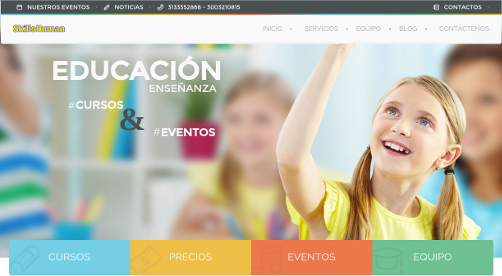 NUESTROS EVENTOS NOTICIAS 3133552868 - 3003210815 CONTACTOS
SkillsHuman
INICIO SERVICIOS EQUIPO BLOG CONTACTENOS
EDUCACIÓN
ENSEÑANZA
#CURSOS
&
#EVENTOS
CURSOS PRECIOS EVENTOS EQUIPO